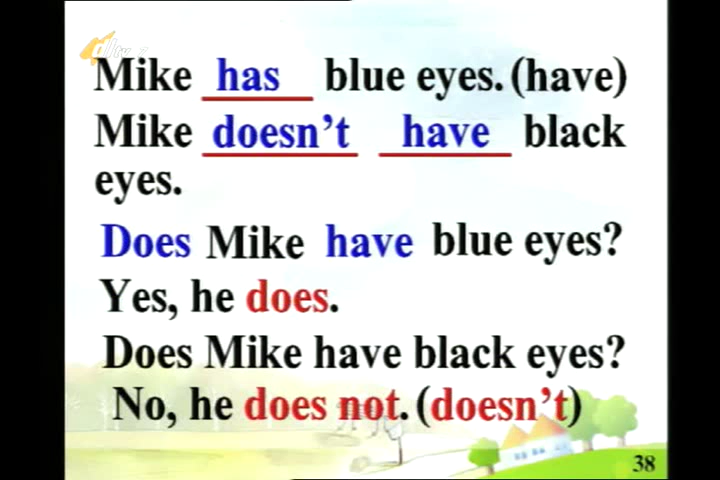 Mike has blue eyes. (have)
Mike doesn't have black
eyes.
Does Mike have blue eyes?
Yes, he does.
Does Mike have black eyes?
No, he does not. (doesn't)
38